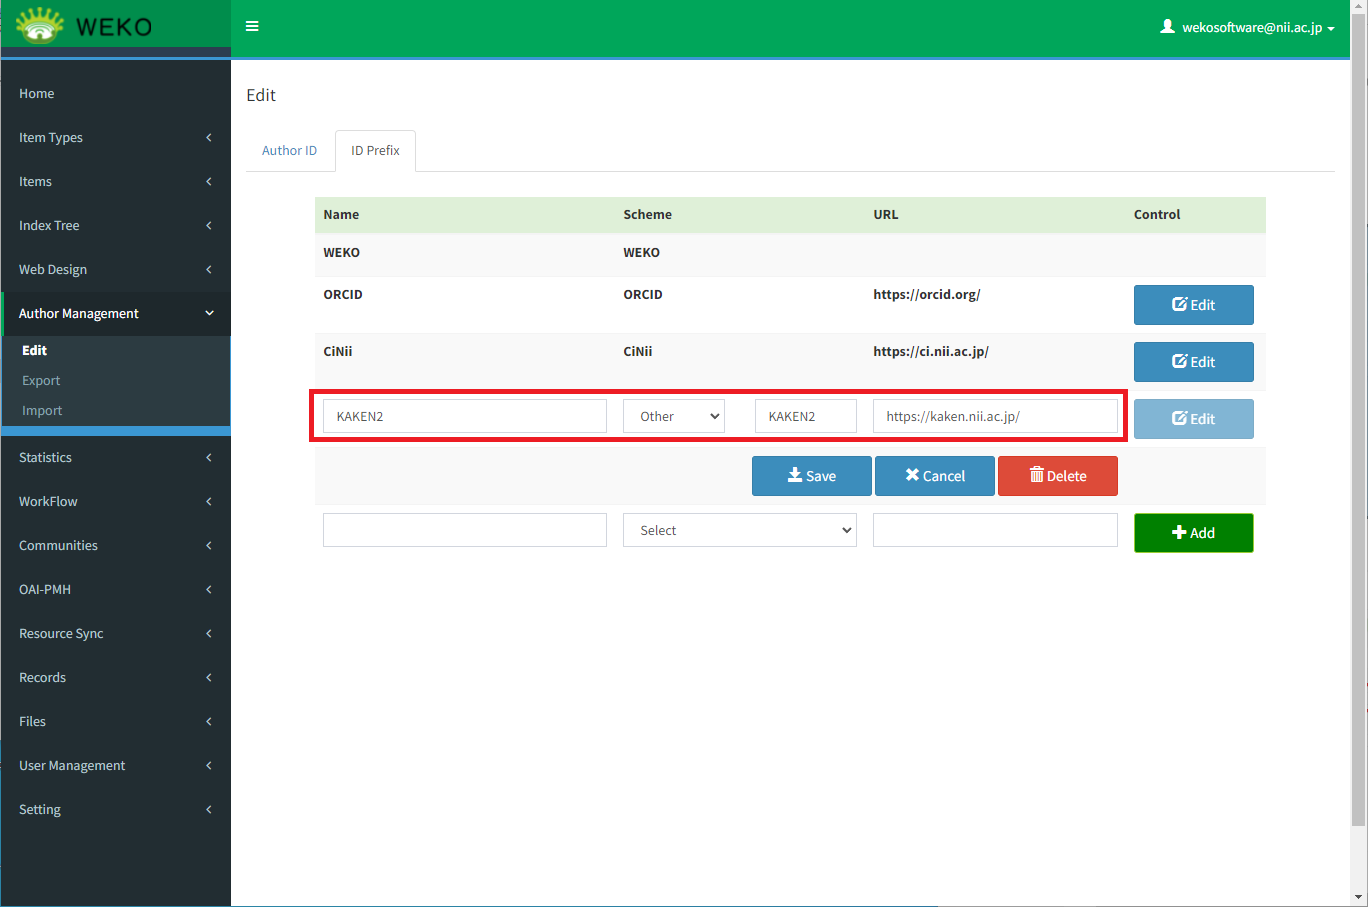 WEKO
wekosoftware@nii.ac.jp
Home
Item Types
Items
Index Tree
Web Design
Author Management
Edit
Export
Import
Statistics
WorkFlow
Communities
OAI-PMH
Resource Sync
Records
Files
User Management
Setting
Edit
Author ID ID Prefix
Name Scheme URL Control
WEKO WEKO
ORCID ORCID https://orcid.org/ Edit
CiNii CiNii https://ci.nii.ac.jp/ Edit
KAKEN2 Other KAKEN2 https://kaken.nii.ac.jp/ Edit
Save Cancel Delete
Select Add